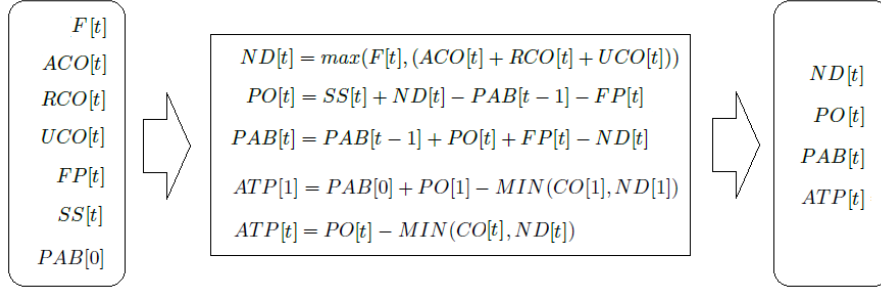 F[t]
ACO[t]
RCO[t]
UCO[t]
FP[t]
SS[t]
PAB[0]
ND[t] = max(F[t], (ACO[t] + RCO[t] + UCO[t]))
PO[t] = SS[t] + ND[t] − PAB[t − 1] − FP[t]
PAB[t] = PAB[t − 1] + PO[t] + FP[t] − ND[t]
ATP[1] = PAB[0] + PO[1] − MIN(CO[1], ND[1])
ATP[t] = PO[t] − MIN(CO[t], ND[t])
ND[t]
PO[t]
PAB[t]
ATP[t]